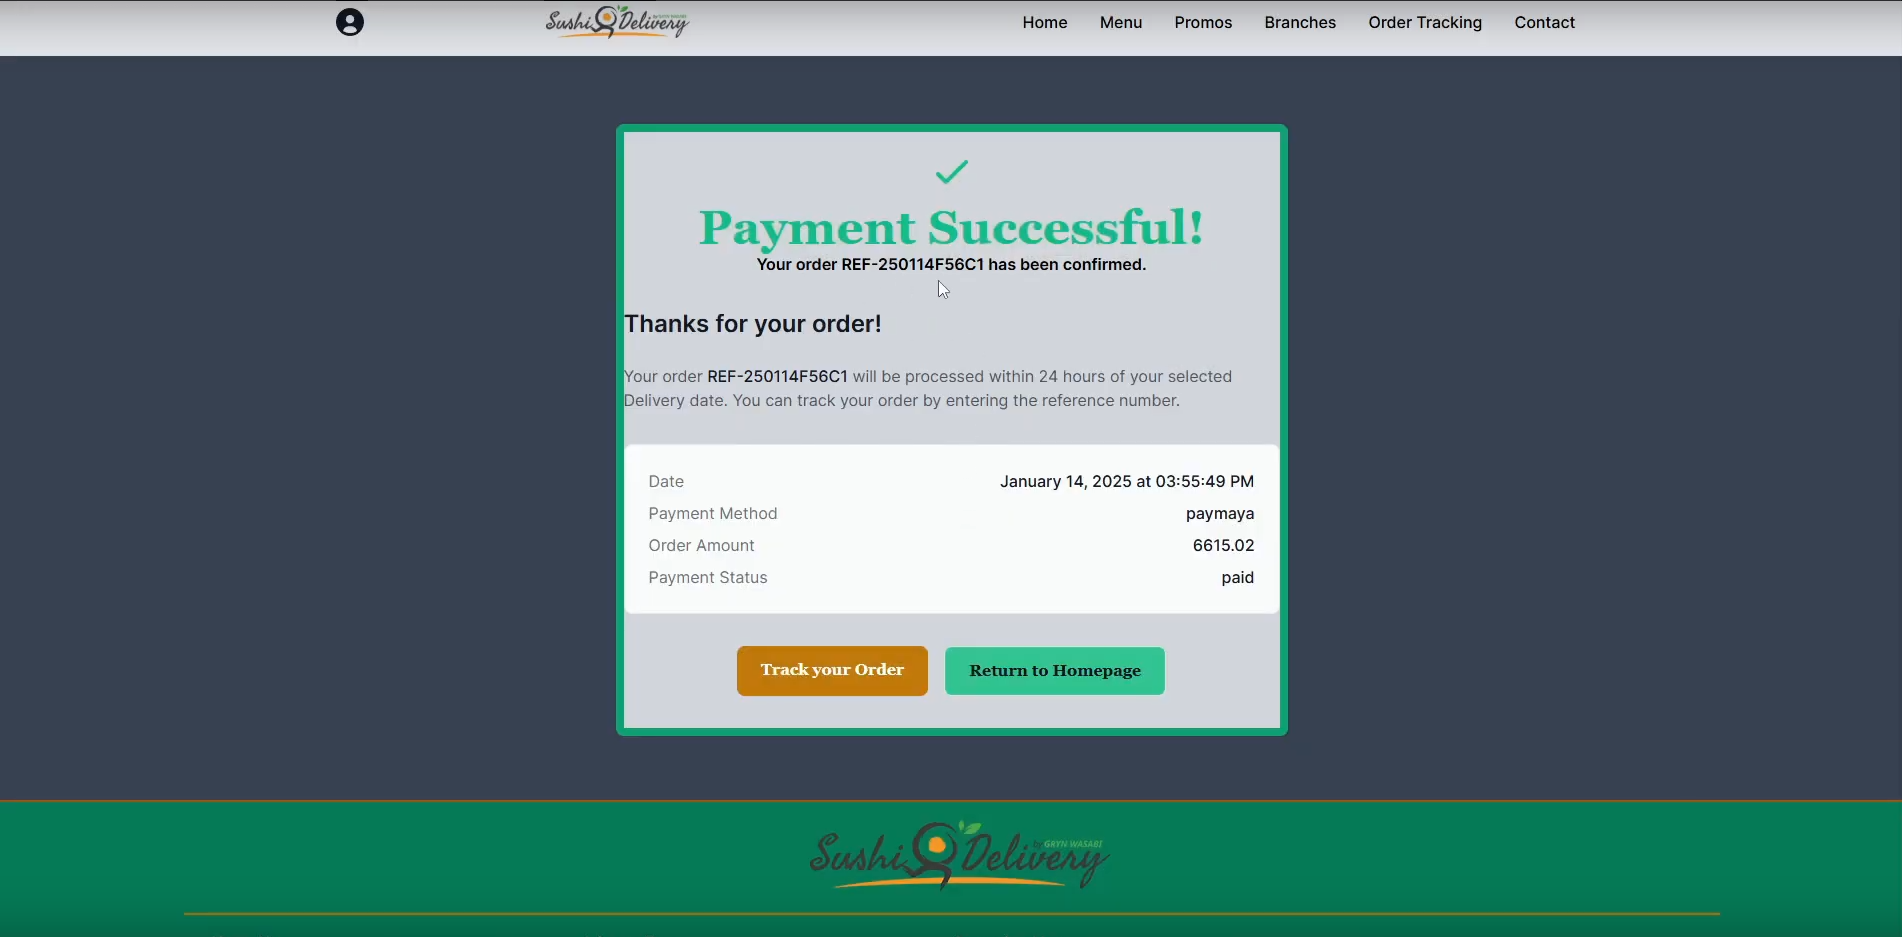 Sushi Delivery
Home Menu Promos Branches Order Tracking Contact
Payment Successful!
Your order REF-250114F56C1 has been confirmed.
Thanks for your order!
Your order REF-250114F56C1 will be processed within 24 hours of your selected
Delivery date. You can track your order by entering the reference number.
Date January 14, 2025 at 03:55:49 PM
Payment Method paymaya
Order Amount 6615.02
Payment Status paid
Track your Order Return to Homepage
Sushi Delivery
by GRYN WASABI